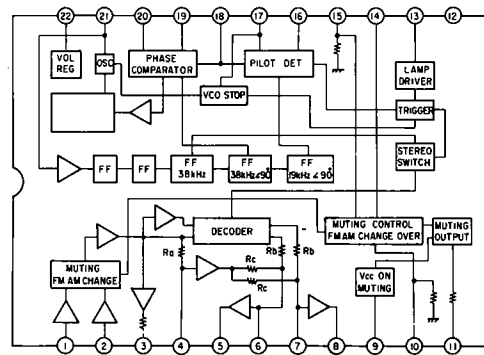 22 21 20 19 18 17 16 15 14 13 12
VOL
REG
OSC
PHASE
COMPARATOR
PILOT DET
LAMP
DRIVER
VCO STOP
TRIGGER
STEREO
SWITCH
FF
FF
FF
38kHz
FF
38kHz∠90°
FF
19kHz∠90°
DECODER
MUTING CONTROL
FM AM CHANGE OVER
MUTING
OUTPUT
Ra
Rb
Rb
Rc
Rc
MUTING
FM AM CHANGE
Vcc ON
MUTING
1 2 3 4 5 6 7 8 9 10 11